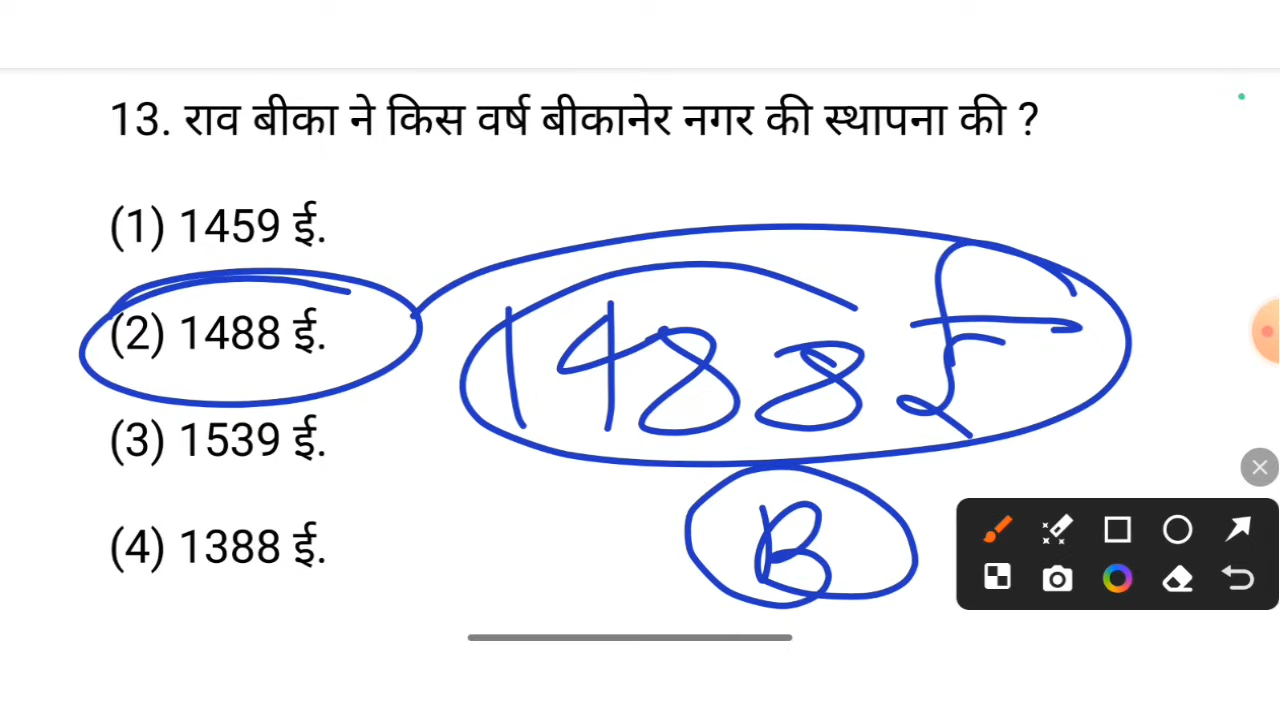 13. राव बीका ने किस वर्ष बीकानेर नगर की स्थापना की ?
(1) 1459 ई.
(2) 1488 ई.
1488 ई
(3) 1539 ई.
B
(4) 1388 ई.